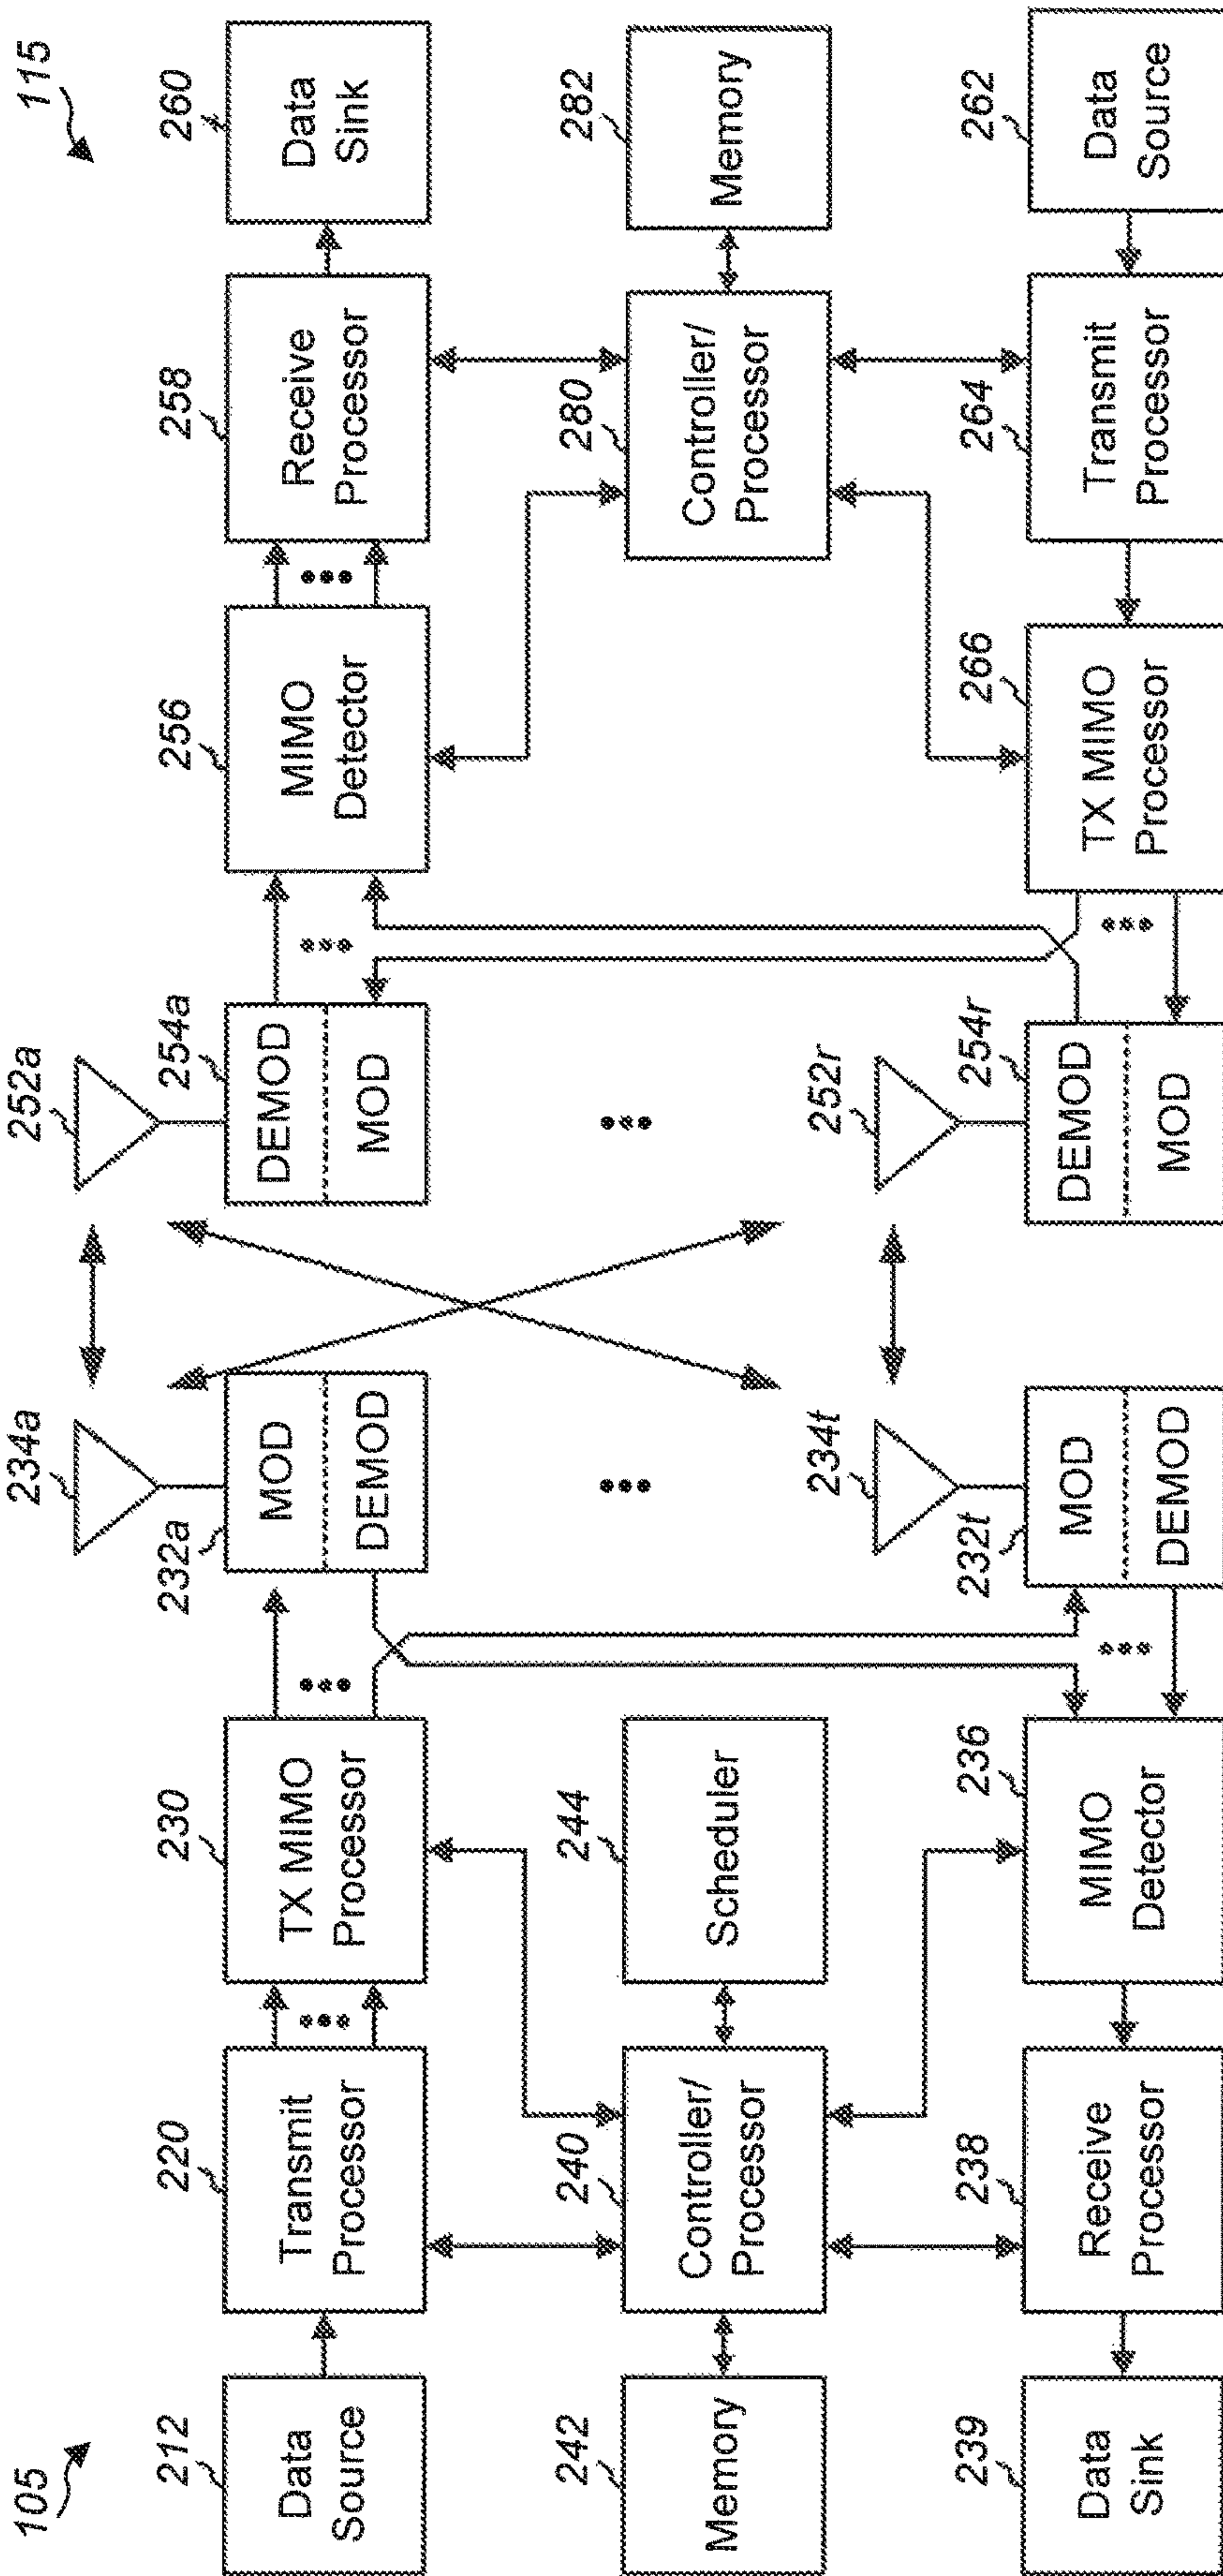 105
115
212
Data
Source
220
Transmit
Processor
230
TX MIMO
Processor
232a
MOD
DEMOD
234a
252a
254a
DEMOD
MOD
256
MIMO
Detector
258
Receive
Processor
260
Data
Sink
242
Memory
240
Controller/
Processor
244
Scheduler
280
Controller/
Processor
282
Memory
239
Data
Sink
238
Receive
Processor
236
MIMO
Detector
232t
MOD
DEMOD
234t
252r
254r
DEMOD
MOD
266
TX MIMO
Processor
264
Transmit
Processor
262
Data
Source